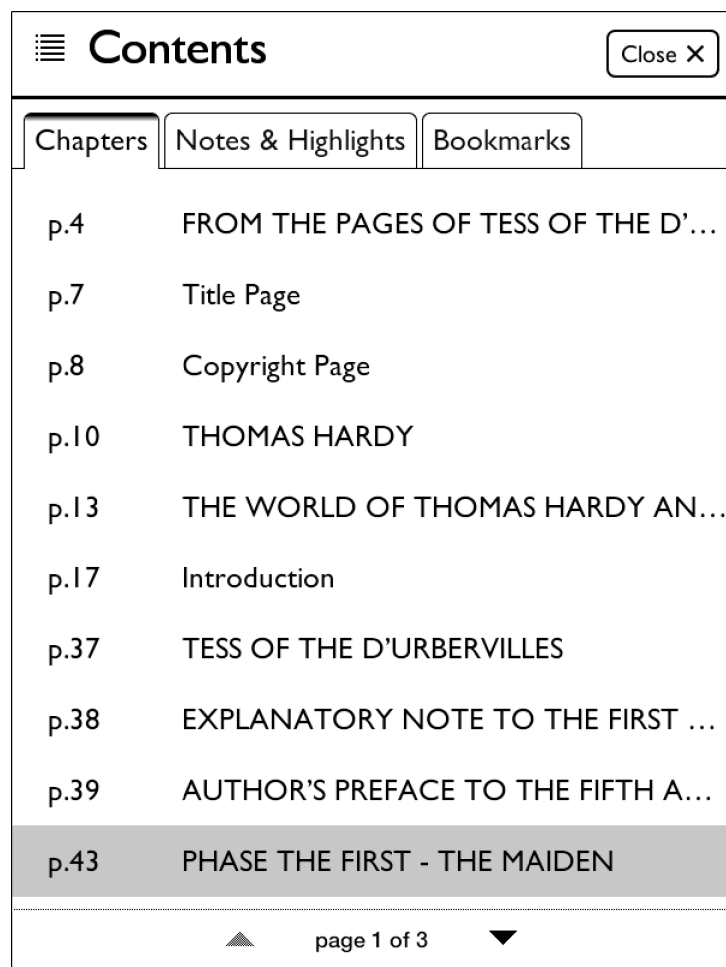 Contents
Close ✕
Chapters Notes & Highlights Bookmarks
p.4 FROM THE PAGES OF TESS OF THE D’…
p.7 Title Page
p.8 Copyright Page
p.10 THOMAS HARDY
p.13 THE WORLD OF THOMAS HARDY AN…
p.17 Introduction
p.37 TESS OF THE D’URBERVILLES
p.38 EXPLANATORY NOTE TO THE FIRST …
p.39 AUTHOR’S PREFACE TO THE FIFTH A…
p.43 PHASE THE FIRST - THE MAIDEN
page 1 of 3